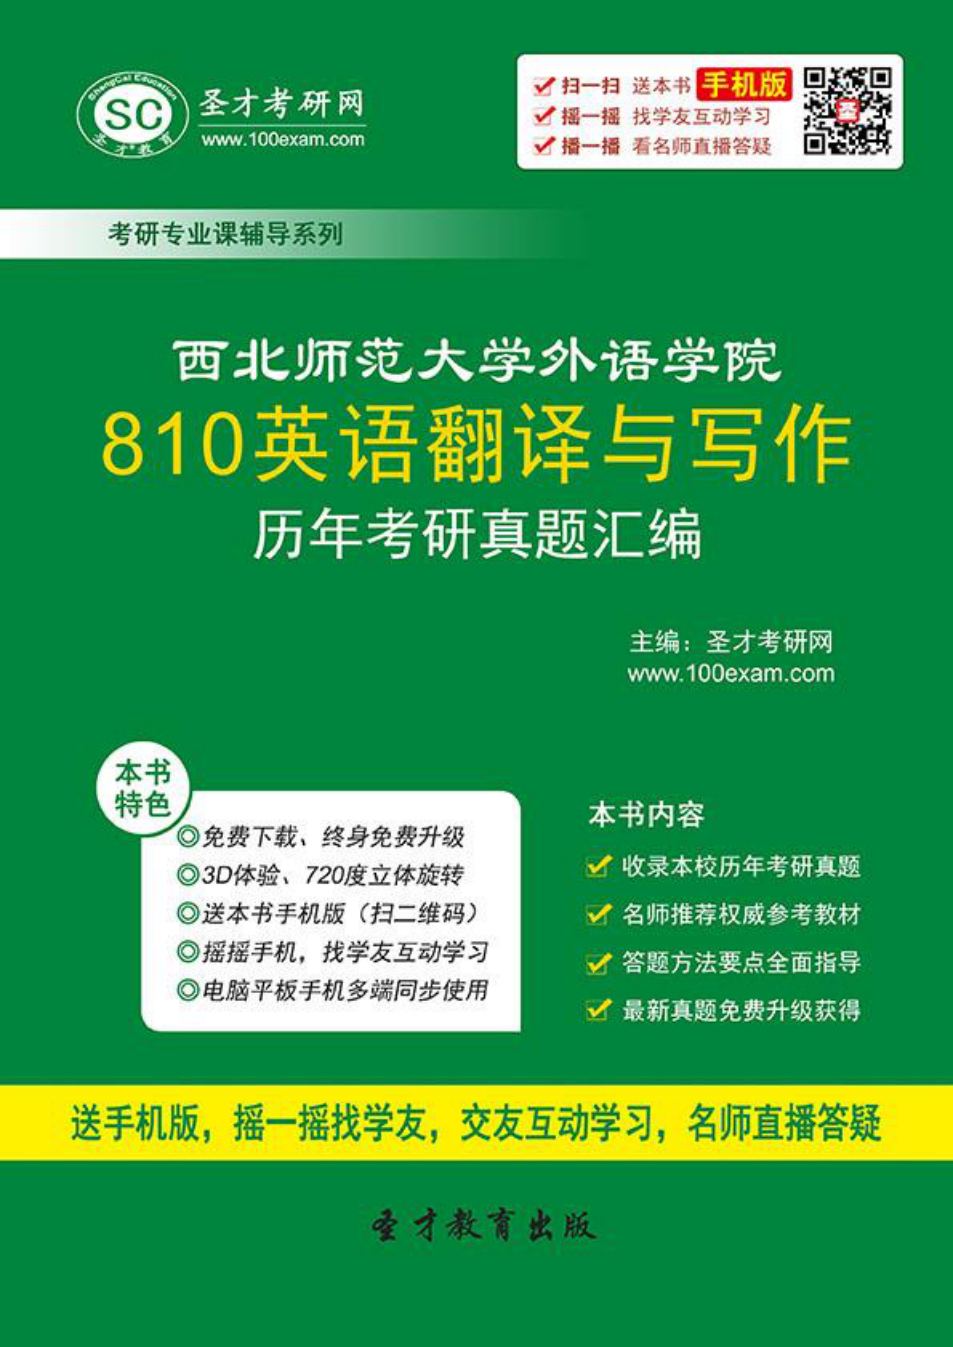 ShengCai Education
SC
圣才教育
圣才考研网
www.100exam.com
扫一扫 送本书 手机版
摇一摇 找学友互动学习
播一播 看名师直播答疑
圣
考研专业课辅导系列
西北师范大学外语学院
810英语翻译与写作
历年考研真题汇编
主编：圣才考研网
www.100exam.com
本书
特色
◎免费下载、终身免费升级
◎3D体验、720度立体旋转
◎送本书手机版（扫二维码）
◎摇摇手机，找学友互动学习
◎电脑平板手机多端同步使用
本书内容
收录本校历年考研真题
名师推荐权威参考教材
答题方法要点全面指导
最新真题免费升级获得
送手机版，摇一摇找学友，交友互动学习，名师直播答疑
圣才教育出版